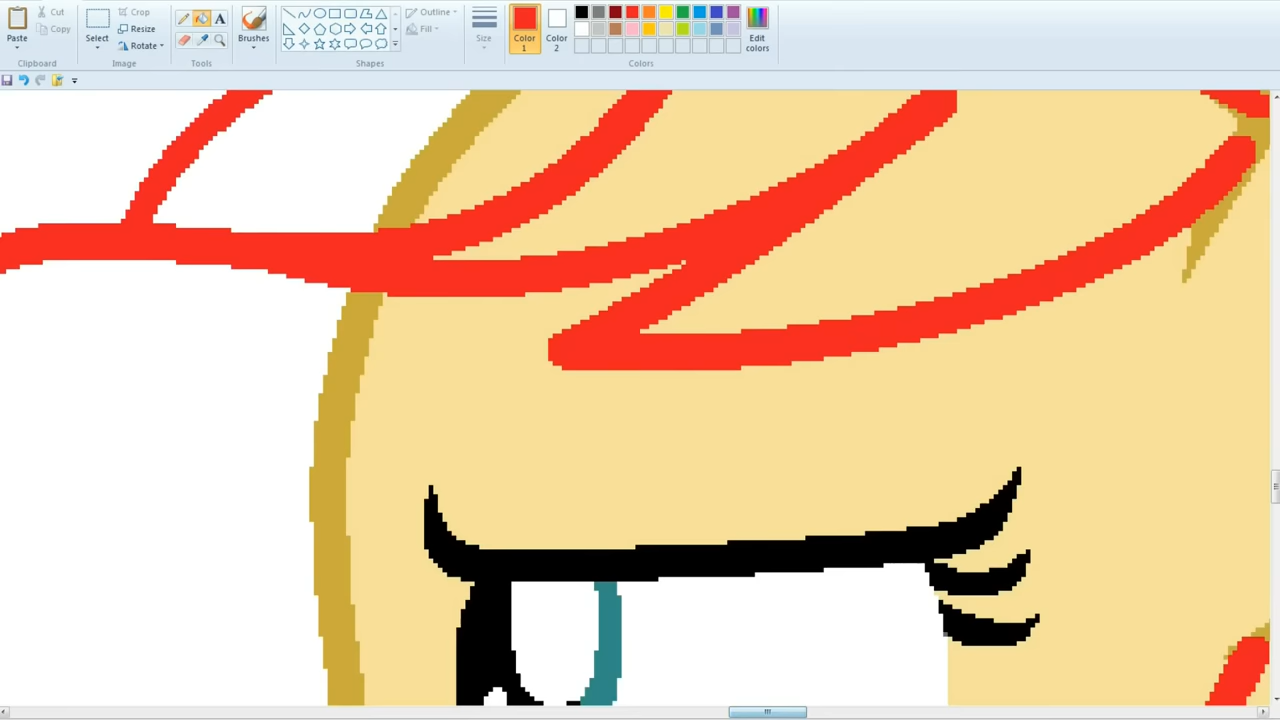 Paste
Cut
Copy
Clipboard
Select
Crop
Resize
Rotate
Image
A
Tools
Brushes
Outline
Fill
Shapes
Size
Color
1
Color
2
Edit
colors
Colors